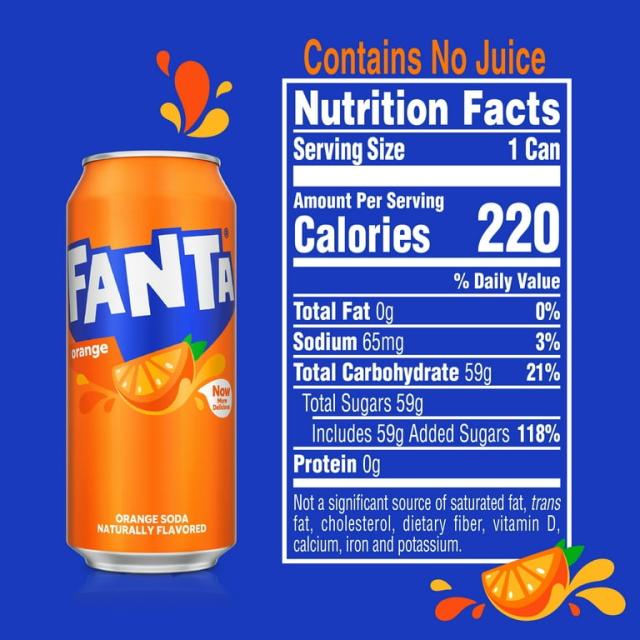 FANTA®
orange
Now
More
Delicious
ORANGE SODA
NATURALLY FLAVORED
Contains No Juice
Nutrition Facts
Serving Size 1 Can
Amount Per Serving
Calories 220
% Daily Value
Total Fat 0g 0%
Sodium 65mg 3%
Total Carbohydrate 59g 21%
Total Sugars 59g
Includes 59g Added Sugars 118%
Protein 0g
Not a significant source of saturated fat, trans
fat, cholesterol, dietary fiber, vitamin D,
calcium, iron and potassium.